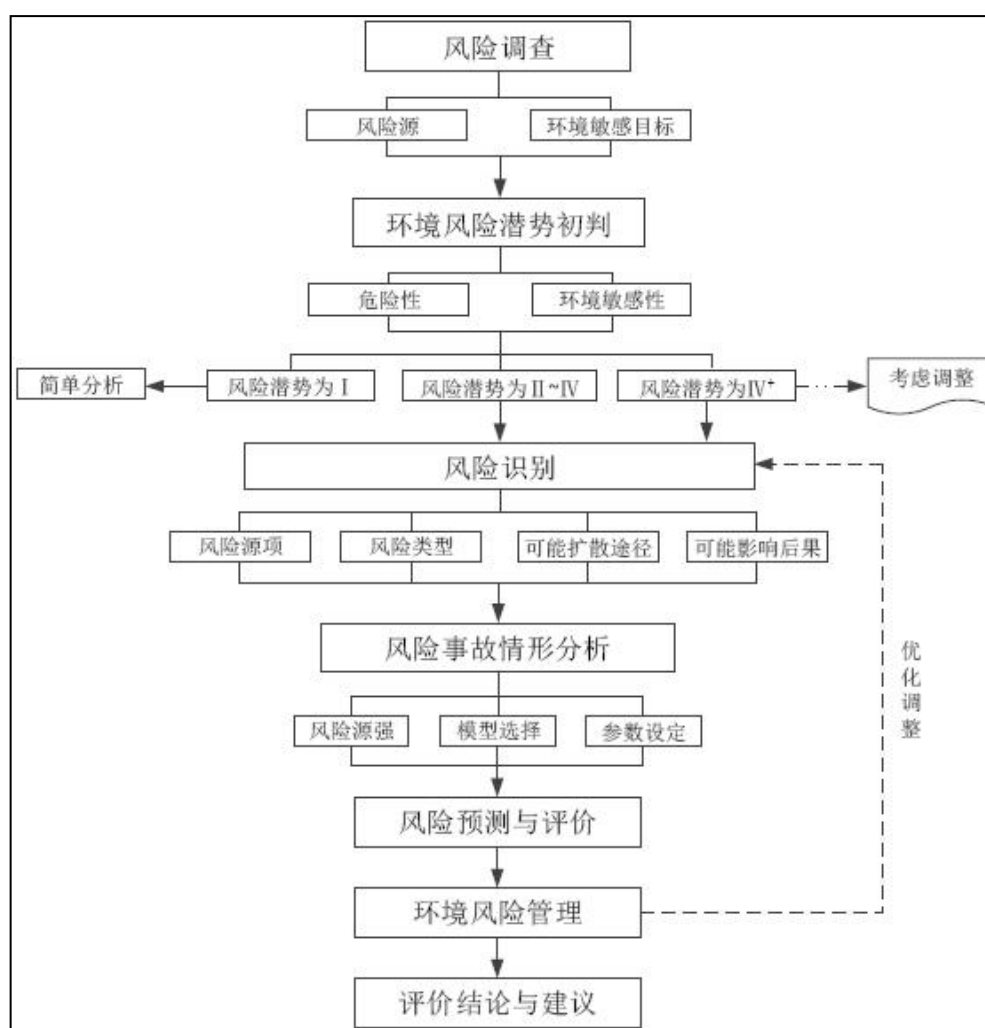 风险调查
风险源
环境敏感目标
环境风险潜势初判
危险性
环境敏感性
简单分析
风险潜势为Ⅰ
风险潜势为Ⅱ~Ⅳ
风险潜势为Ⅳ⁺
考虑调整
风险识别
风险源项
风险类型
可能扩散途径
可能影响后果
风险事故情形分析
优化调整
风险源强
模型选择
参数设定
风险预测与评价
环境风险管理
评价结论与建议